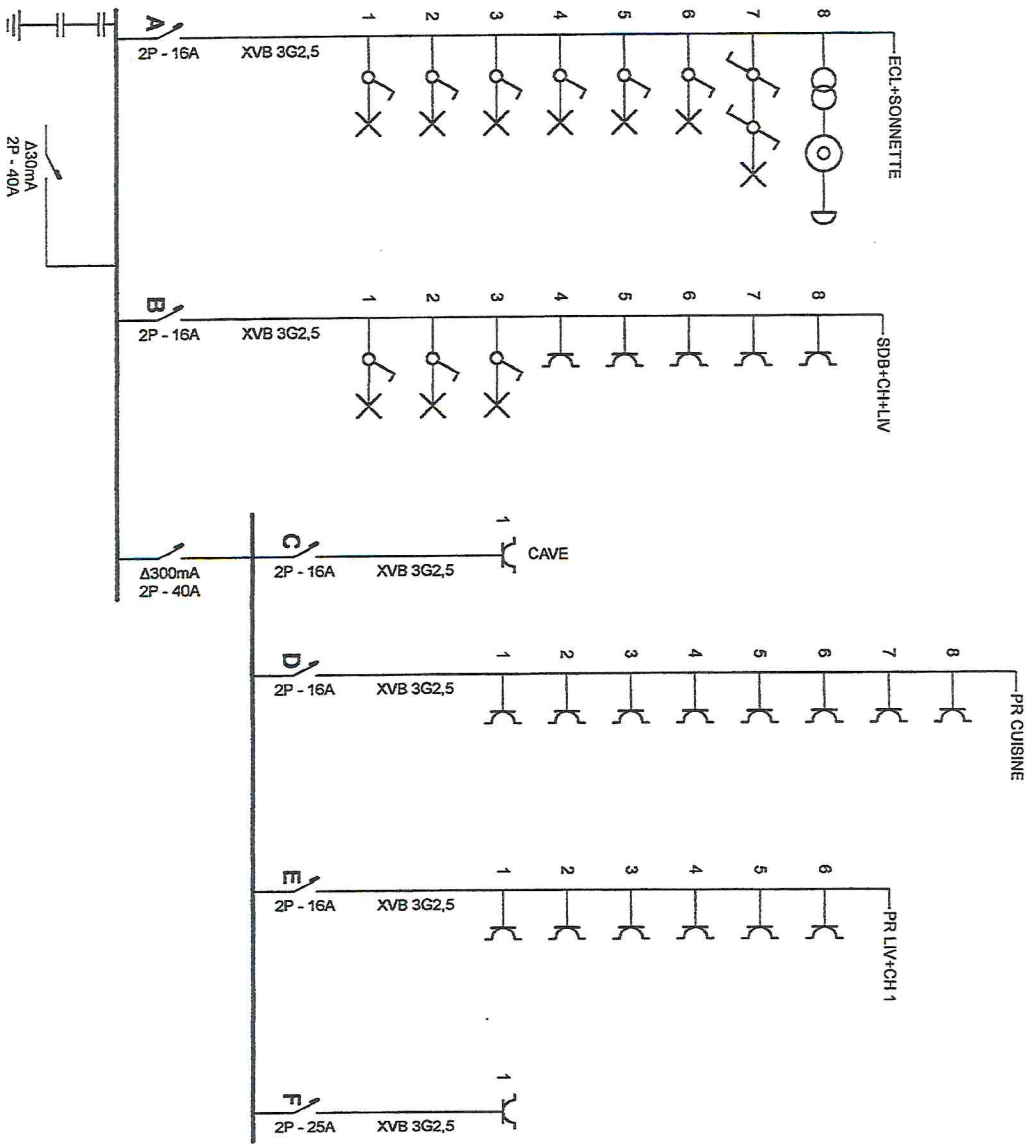 A
2P - 16A
XVB 3G2,5
1
2
3
4
5
6
7
8
ECL+SONNETTE
Δ30mA
2P - 40A
B
2P - 16A
XVB 3G2,5
1
2
3
4
5
6
7
8
SDB+CH+LIV
Δ300mA
2P - 40A
C
2P - 16A
XVB 3G2,5
1
CAVE
D
2P - 16A
XVB 3G2,5
1
2
3
4
5
6
7
8
PR CUISINE
E
2P - 16A
XVB 3G2,5
1
2
3
4
5
6
PR LIV+CH 1
F
2P - 25A
XVB 3G2,5
1